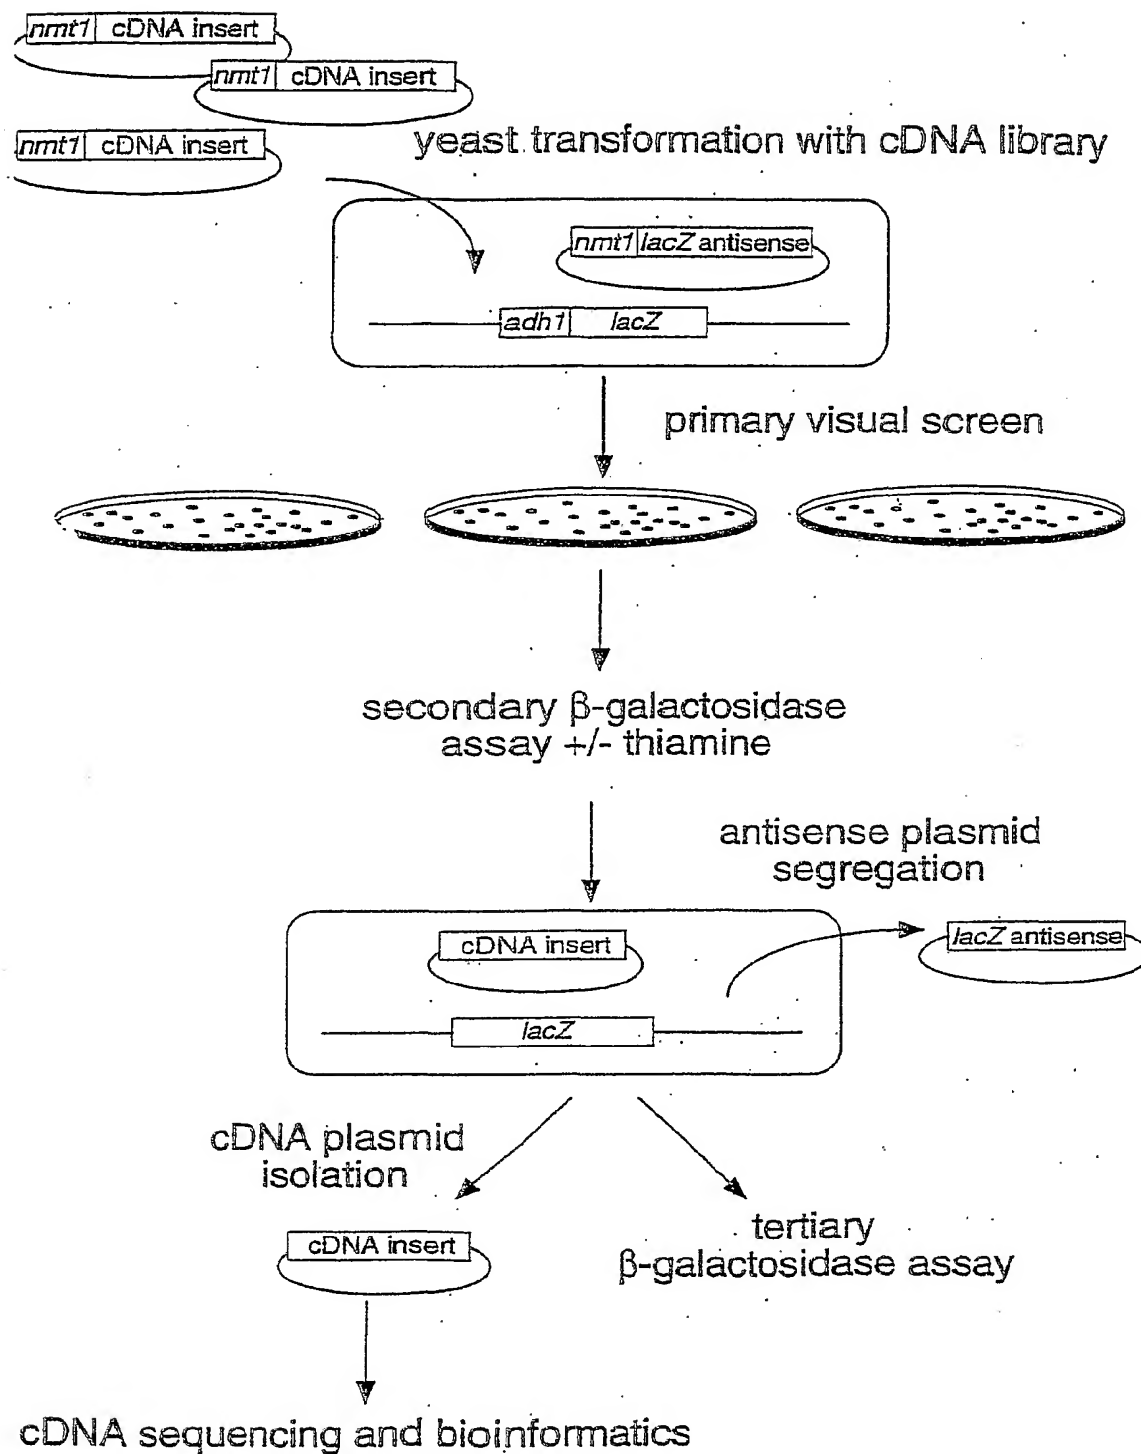 nmt1 cDNA insert
nmt1 cDNA insert
nmt1 cDNA insert
yeast transformation with cDNA library
nmt1 lacZ antisense
adh1 lacZ
primary visual screen
secondary β-galactosidase
assay +/- thiamine
antisense plasmid
segregation
cDNA insert
lacZ antisense
lacZ
cDNA plasmid
isolation
cDNA insert
tertiary
β-galactosidase assay
cDNA sequencing and bioinformatics